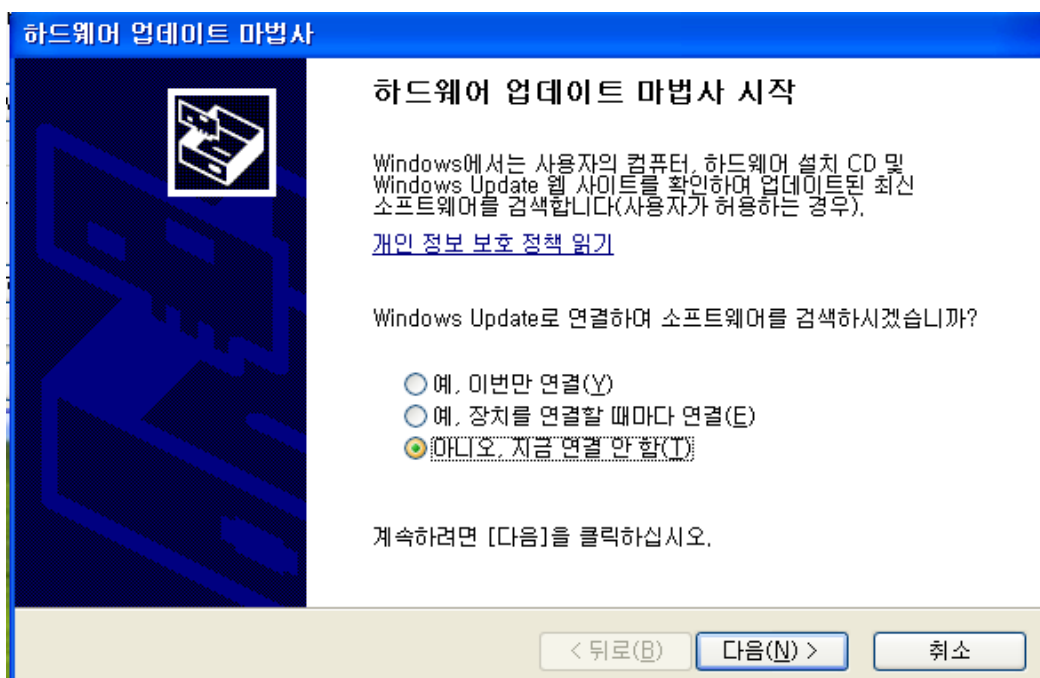 하드웨어 업데이트 마법사
하드웨어 업데이트 마법사 시작
Windows에서는 사용자의 컴퓨터, 하드웨어 설치 CD 및
Windows Update 웹 사이트를 확인하여 업데이트된 최신
소프트웨어를 검색합니다(사용자가 허용하는 경우).
개인 정보 보호 정책 읽기
Windows Update로 연결하여 소프트웨어를 검색하시겠습니까?
예, 이번만 연결(Y)
예, 장치를 연결할 때마다 연결(E)
아니오, 지금 연결 안 함(T)
계속하려면 [다음]을 클릭하십시오.
< 뒤로(B) 다음(N) > 취소